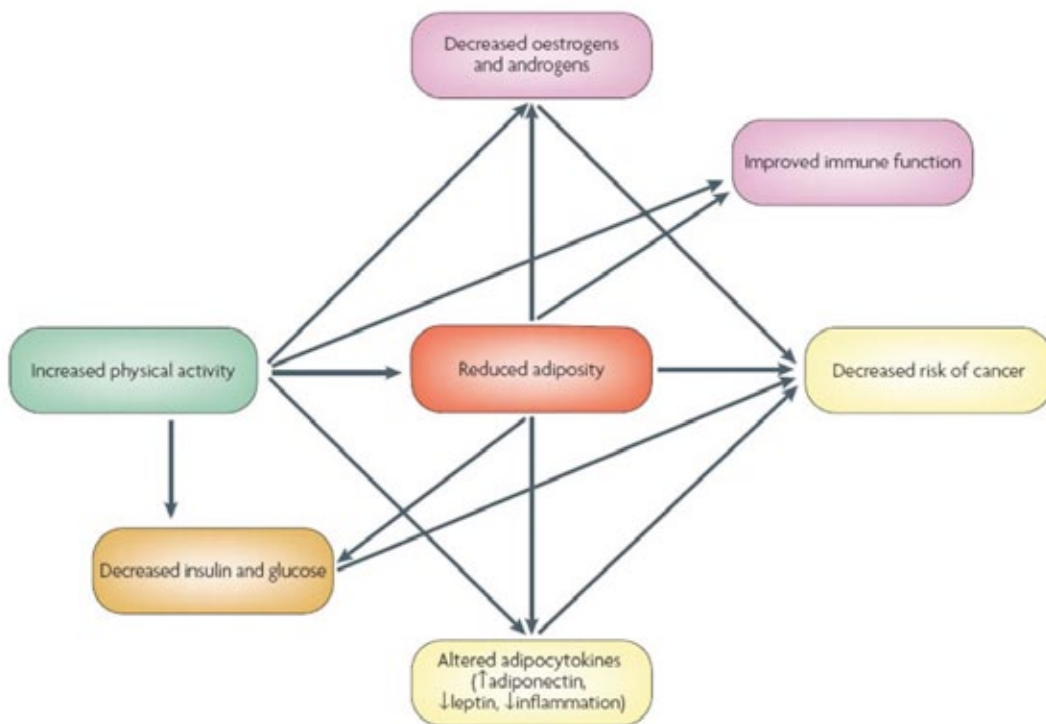 Decreased oestrogens
and androgens
Improved immune function
Increased physical activity
Reduced adiposity
Decreased risk of cancer
Decreased insulin and glucose
Altered adipocytokines
(↑adiponectin,
↓leptin, ↓inflammation)